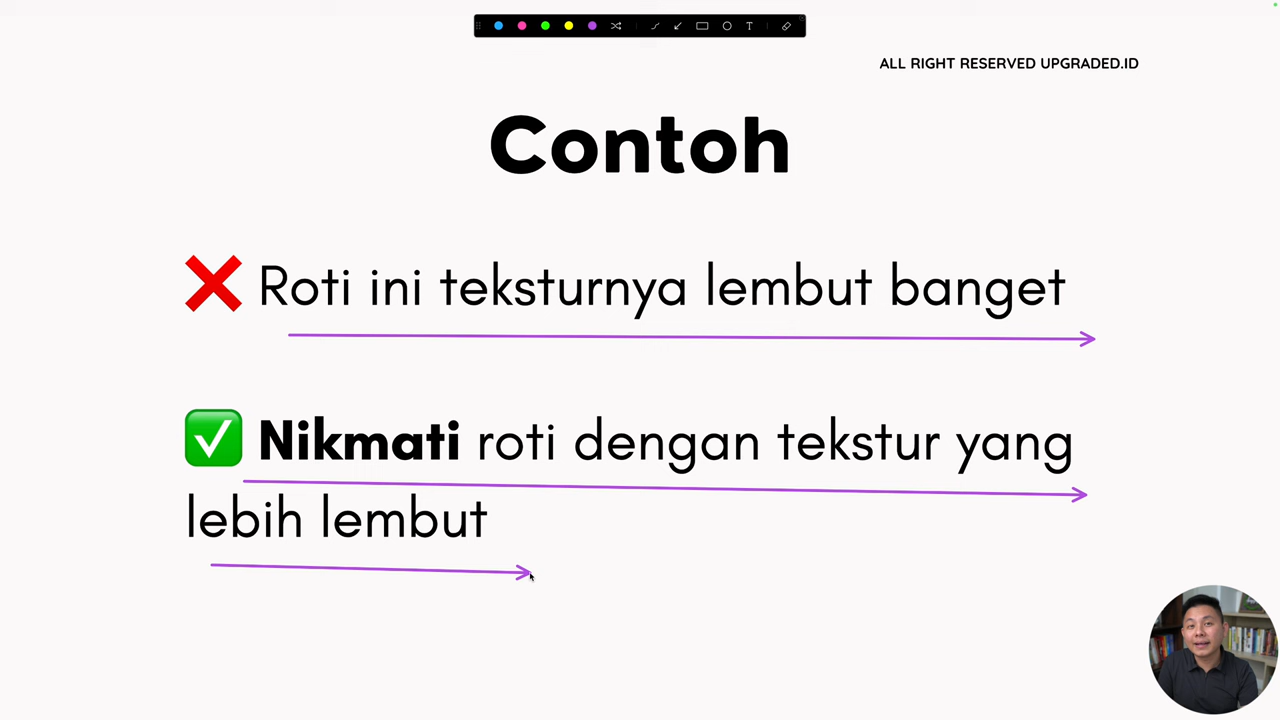 ALL RIGHT RESERVED UPGRADED.ID
Contoh
❌ Roti ini teksturnya lembut banget
✅ Nikmati roti dengan tekstur yang
lebih lembut